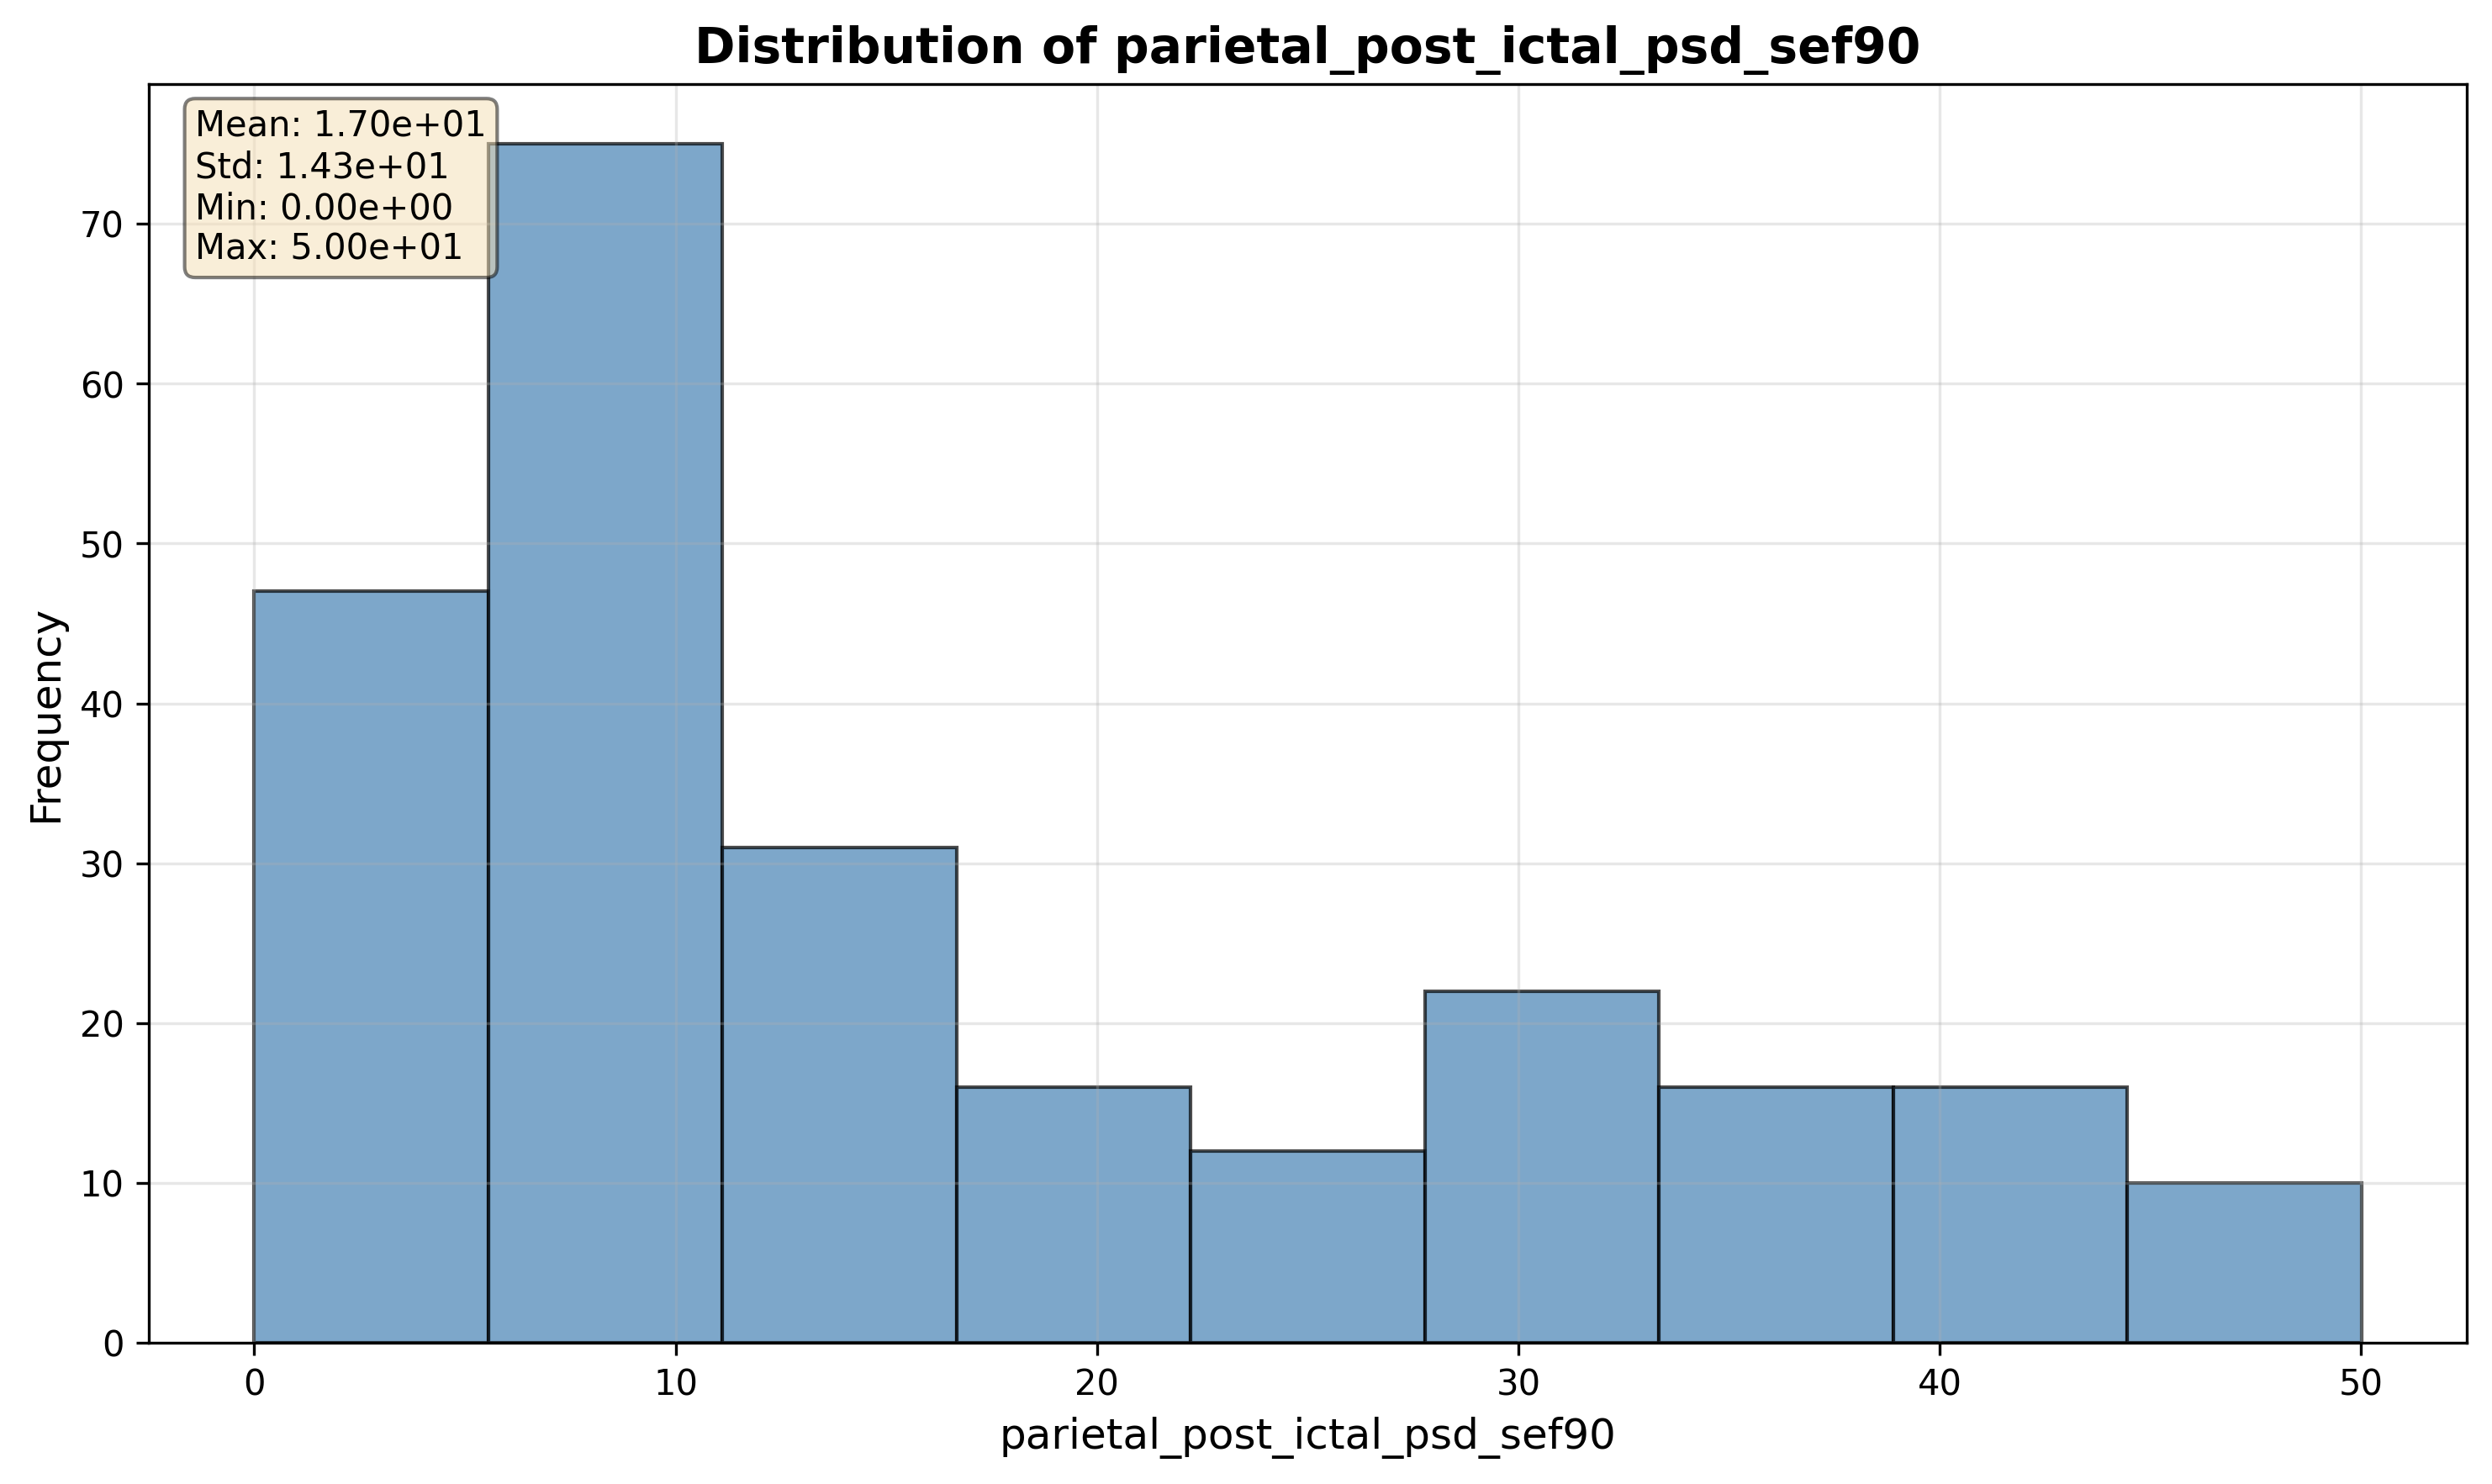 Distribution of parietal_post_ictal_psd_sef90
Mean: 1.70e+01
Std: 1.43e+01
Min: 0.00e+00
Max: 5.00e+01
Frequency
70
60
50
40
30
20
10
0
0 10 20 30 40 50
parietal_post_ictal_psd_sef90